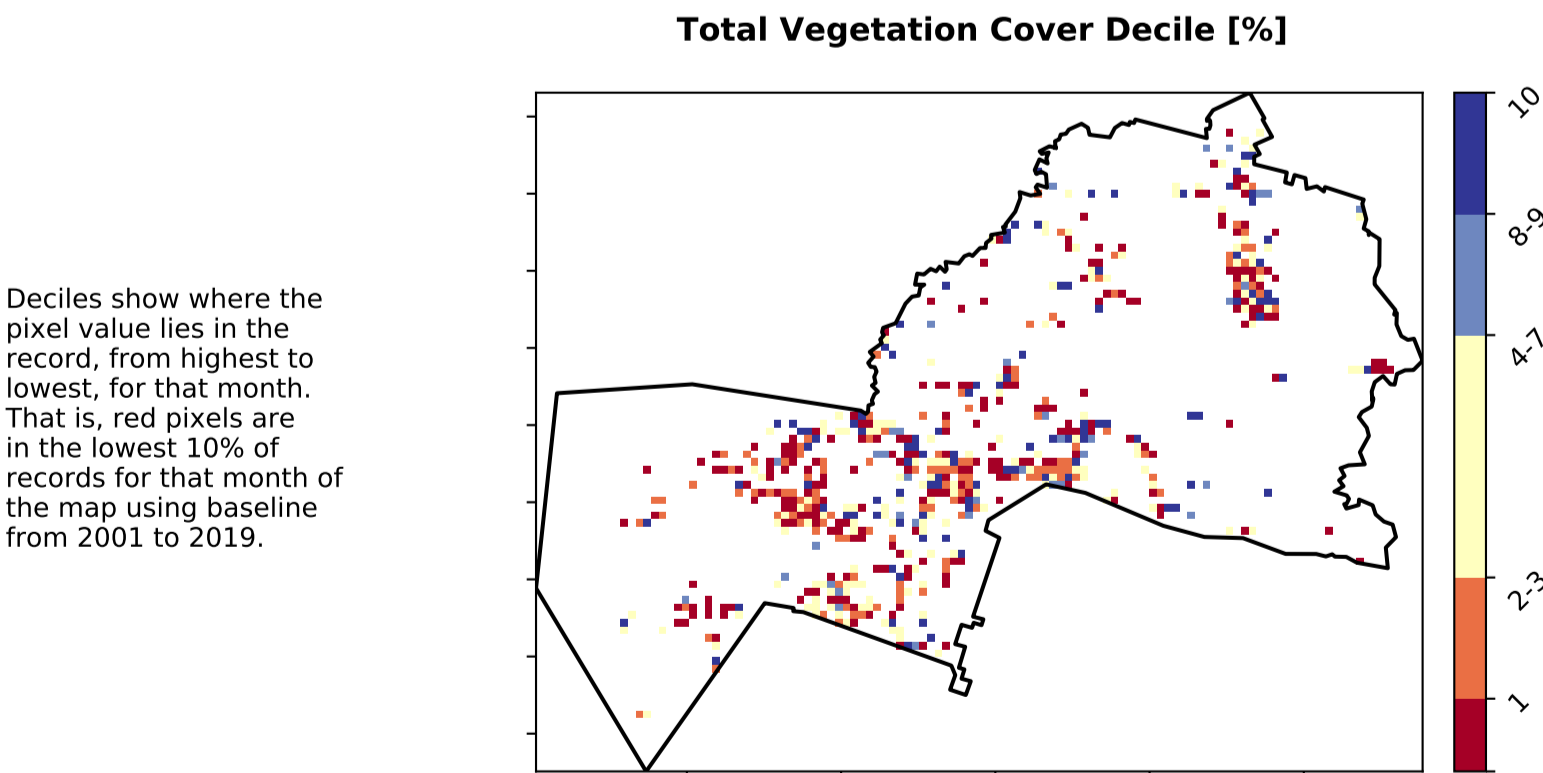 Total Vegetation Cover Decile [%]
Deciles show where the
pixel value lies in the
record, from highest to
lowest, for that month.
That is, red pixels are
in the lowest 10% of
records for that month of
the map using baseline
from 2001 to 2019.
10
8-9
4-7
2-3
1